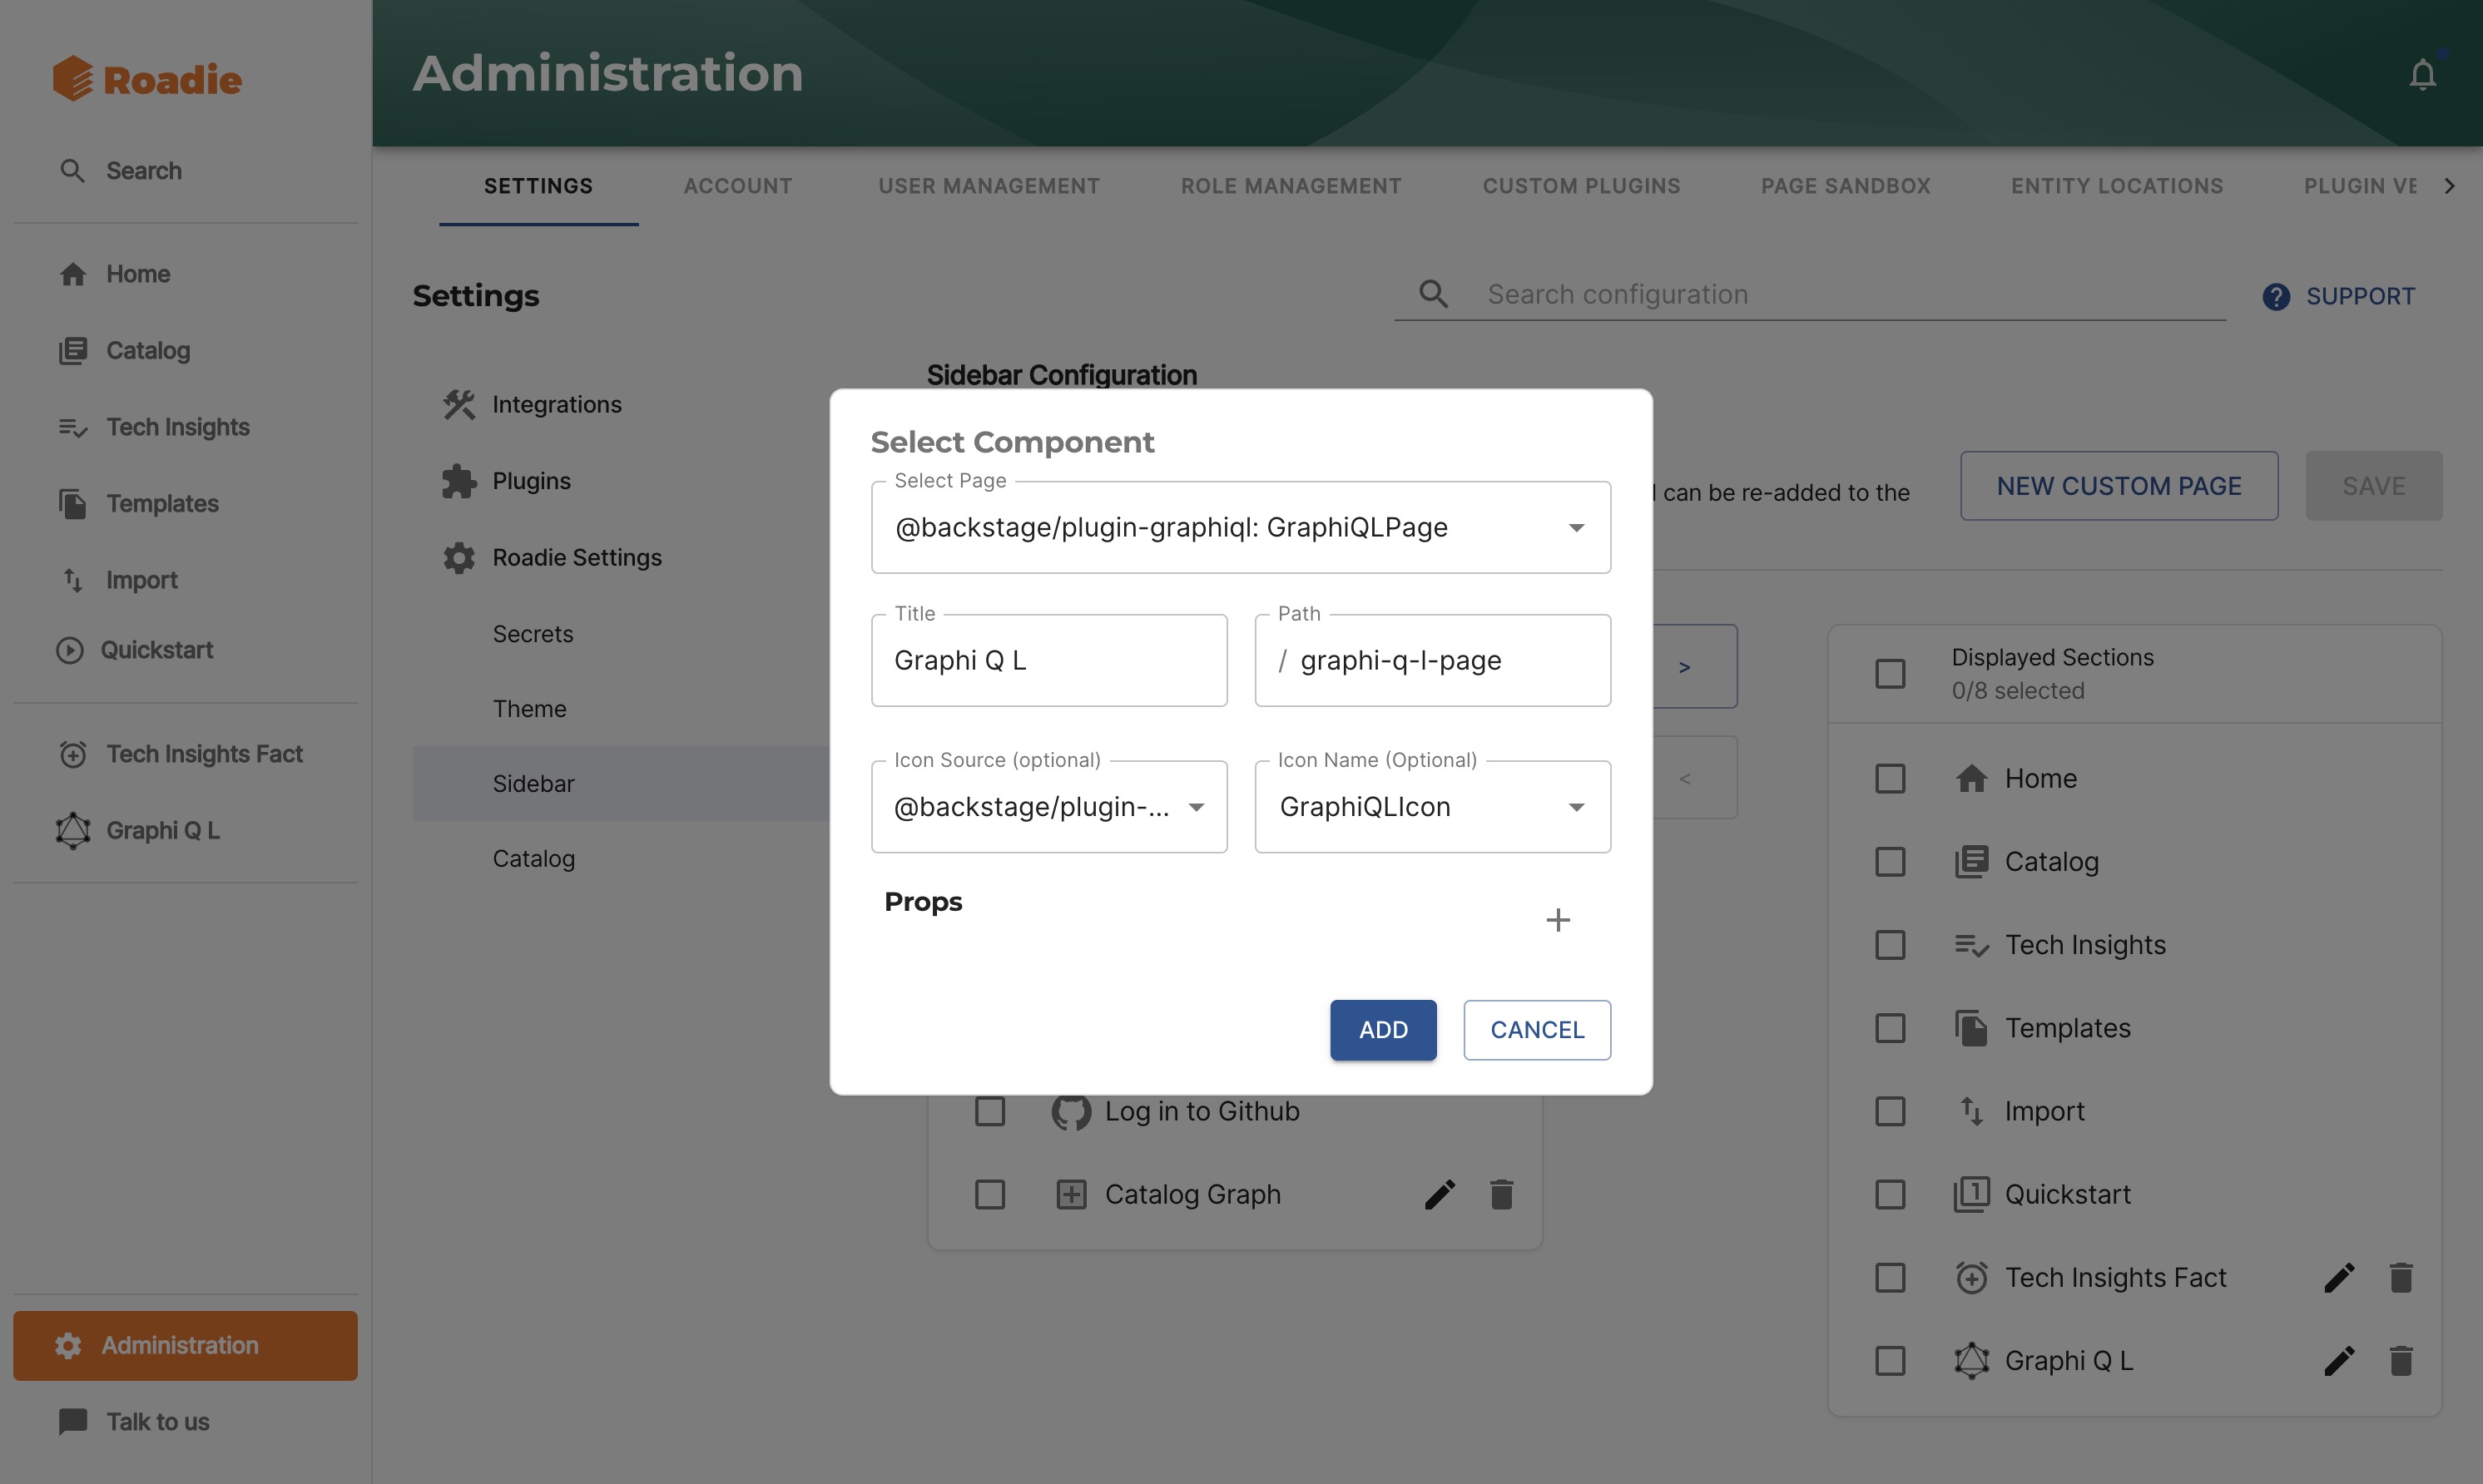 Roadie
Search
Home
Catalog
Tech Insights
Templates
Import
Quickstart
Tech Insights Fact
Graphi Q L
Administration
Talk to us
Administration
SETTINGS
ACCOUNT
USER MANAGEMENT
ROLE MANAGEMENT
CUSTOM PLUGINS
PAGE SANDBOX
ENTITY LOCATIONS
PLUGIN VE
Settings
Search configuration
SUPPORT
Integrations
Plugins
Roadie Settings
Secrets
Theme
Sidebar
Catalog
Sidebar Configuration
can be re-added to the
NEW CUSTOM PAGE
SAVE
Select Component
Select Page
@backstage/plugin-graphiql: GraphiQLPage
Title
Graphi Q L
Path
/ graphi-q-l-page
Icon Source (optional)
@backstage/plugin-...
Icon Name (Optional)
GraphiQLIcon
Props
+
ADD
CANCEL
>
<
Log in to Github
Catalog Graph
Displayed Sections
0/8 selected
Home
Catalog
Tech Insights
Templates
Import
Quickstart
Tech Insights Fact
Graphi Q L